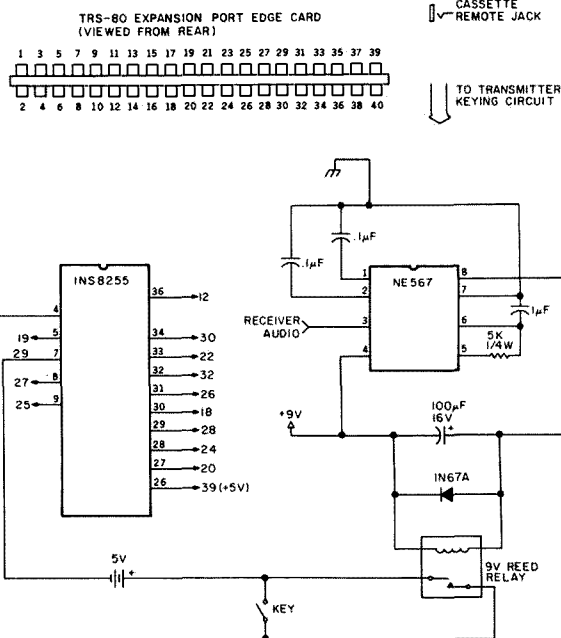 CASSETTE
REMOTE JACK
TRS-80 EXPANSION PORT EDGE CARD
(VIEWED FROM REAR)
1 3 5 7 9 11 13 15 17 19 21 23 25 27 29 31 33 35 37 39
2 4 6 8 10 12 14 16 18 20 22 24 26 28 30 32 34 36 38 40
TO TRANSMITTER
KEYING CIRCUIT
.1µF
.1µF
INS8255
4
19 5
29 7
27 8
25 9
36 12
34 30
33 22
32 32
31 26
30 18
29 28
28 24
27 20
26 39 (+5V)
NE567
1
2
3
4
8
7
6
5
RECEIVER
AUDIO
1µF
5K
1/4W
+9V
100µF
16V
+
1N67A
9V REED
RELAY
5V
+
KEY